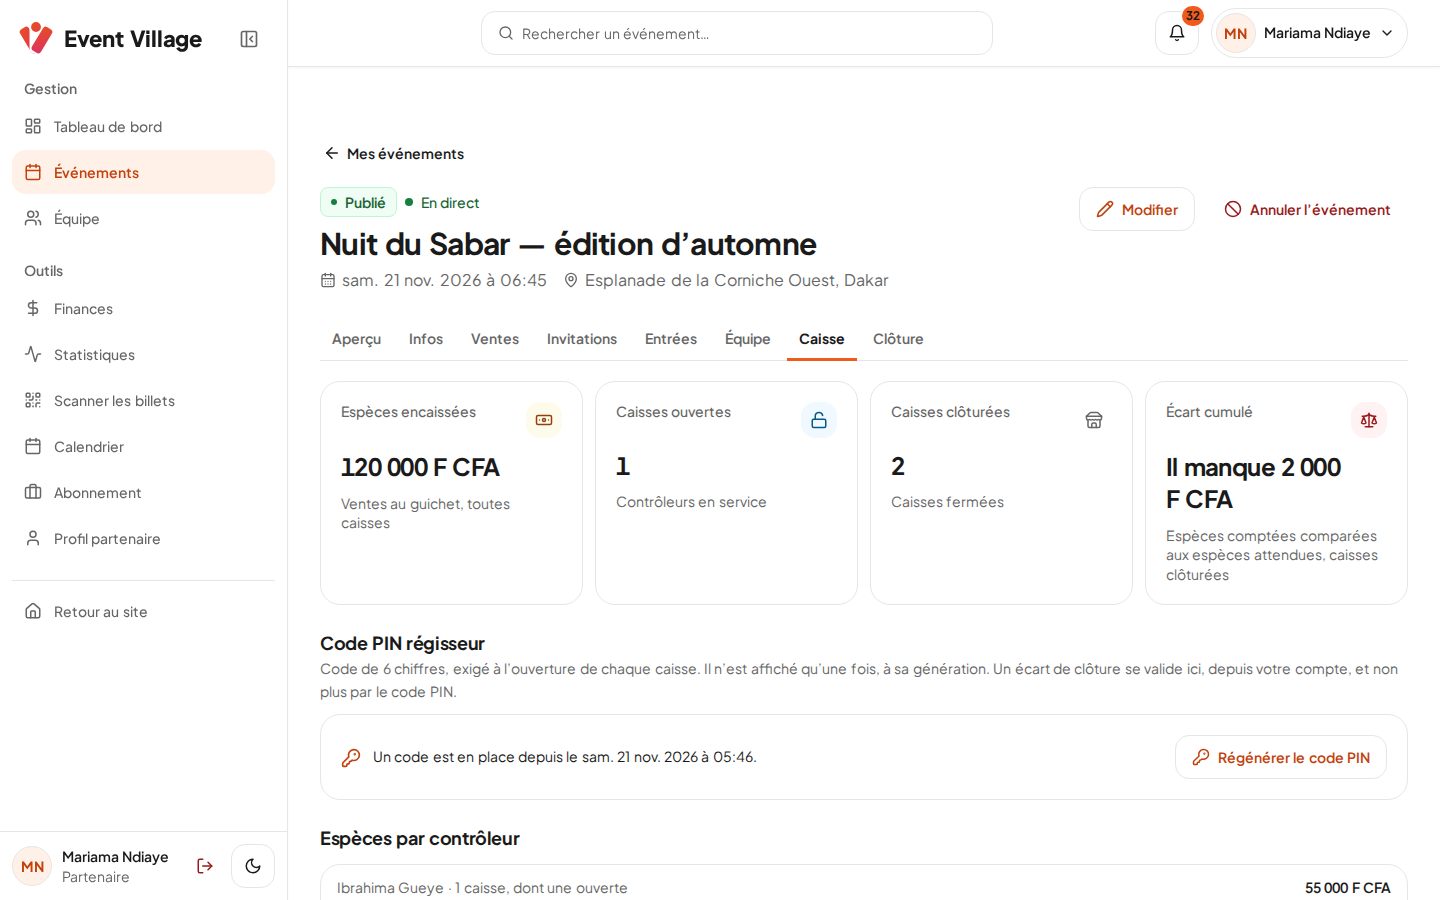 Event Village
Rechercher un événement…
32
MN
Mariama Ndiaye
Gestion
Tableau de bord
Événements
Équipe
Outils
Finances
Statistiques
Scanner les billets
Calendrier
Abonnement
Profil partenaire
Retour au site
MN
Mariama Ndiaye
Partenaire
Mes événements
Publié
En direct
Modifier
Annuler l’événement
Nuit du Sabar — édition d’automne
sam. 21 nov. 2026 à 06:45
Esplanade de la Corniche Ouest, Dakar
Aperçu
Infos
Ventes
Invitations
Entrées
Équipe
Caisse
Clôture
Espèces encaissées
120 000 F CFA
Ventes au guichet, toutes
caisses
Caisses ouvertes
1
Contrôleurs en service
Caisses clôturées
2
Caisses fermées
Écart cumulé
Il manque 2 000
F CFA
Espèces comptées comparées
aux espèces attendues, caisses
clôturées
Code PIN régisseur
Code de 6 chiffres, exigé à l’ouverture de chaque caisse. Il n’est affiché qu’une fois, à sa génération. Un écart de clôture se valide ici, depuis votre compte, et non
plus par le code PIN.
Un code est en place depuis le sam. 21 nov. 2026 à 05:46.
Régénérer le code PIN
Espèces par contrôleur
Ibrahima Gueye · 1 caisse, dont une ouverte
55 000 F CFA